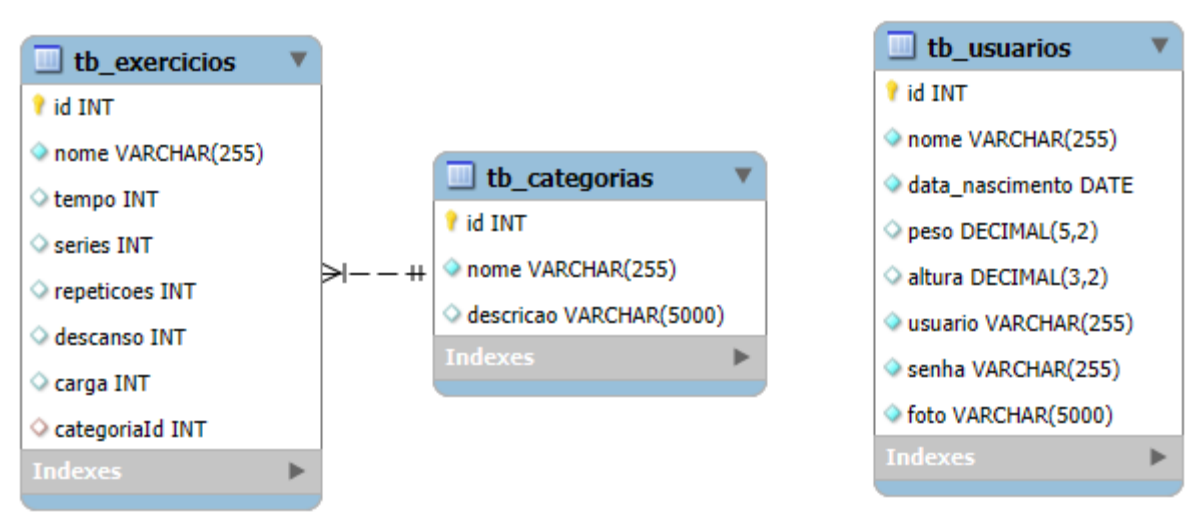 tb_exercicios
id INT
nome VARCHAR(255)
tempo INT
series INT
repeticoes INT
descanso INT
carga INT
categoriaId INT
Indexes
tb_categorias
id INT
nome VARCHAR(255)
descricao VARCHAR(5000)
Indexes
tb_usuarios
id INT
nome VARCHAR(255)
data_nascimento DATE
peso DECIMAL(5,2)
altura DECIMAL(3,2)
usuario VARCHAR(255)
senha VARCHAR(255)
foto VARCHAR(5000)
Indexes